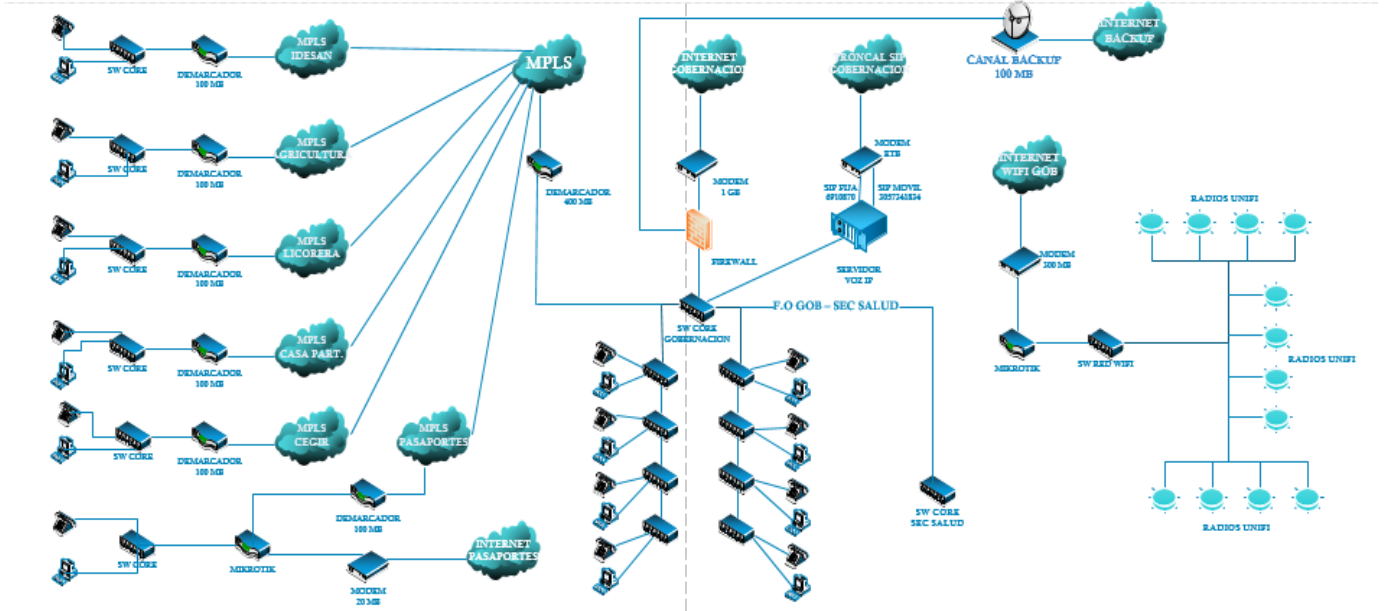 MPLS
IDESAN
SW CORE
DEMARCADOR
100 MB
MPLS
AGRICULTURA
SW CORE
DEMARCADOR
100 MB
MPLS
LICORERA
SW CORE
DEMARCADOR
100 MB
MPLS
CASA PART.
SW CORE
DEMARCADOR
100 MB
MPLS
CEGIR
SW CORE
DEMARCADOR
100 MB
MPLS
PASAPORTES
DEMARCADOR
100 MB
SW CORE
MIKROTIK
MODEM
20 MB
INTERNET
PASAPORTES
MPLS
DEMARCADOR
400 MB
INTERNET
GOBERNACION
MODEM
1 GB
FIREWALL
SW CORE
GOBERNACION
TRONCAL SIP
GOBERNACION
MODEM
ETB
SIP FIJA
6910870
SIP MOVIL
3057241834
SERVIDOR
VOZ IP
F.O GOB – SEC SALUD
SW CORE
SEC SALUD
CANAL BACKUP
100 MB
INTERNET
BACKUP
INTERNET
WIFI GOB
MODEM
300 MB
MIKROTIK
SW RED WIFI
RADIOS UNIFI
RADIOS UNIFI
RADIOS UNIFI